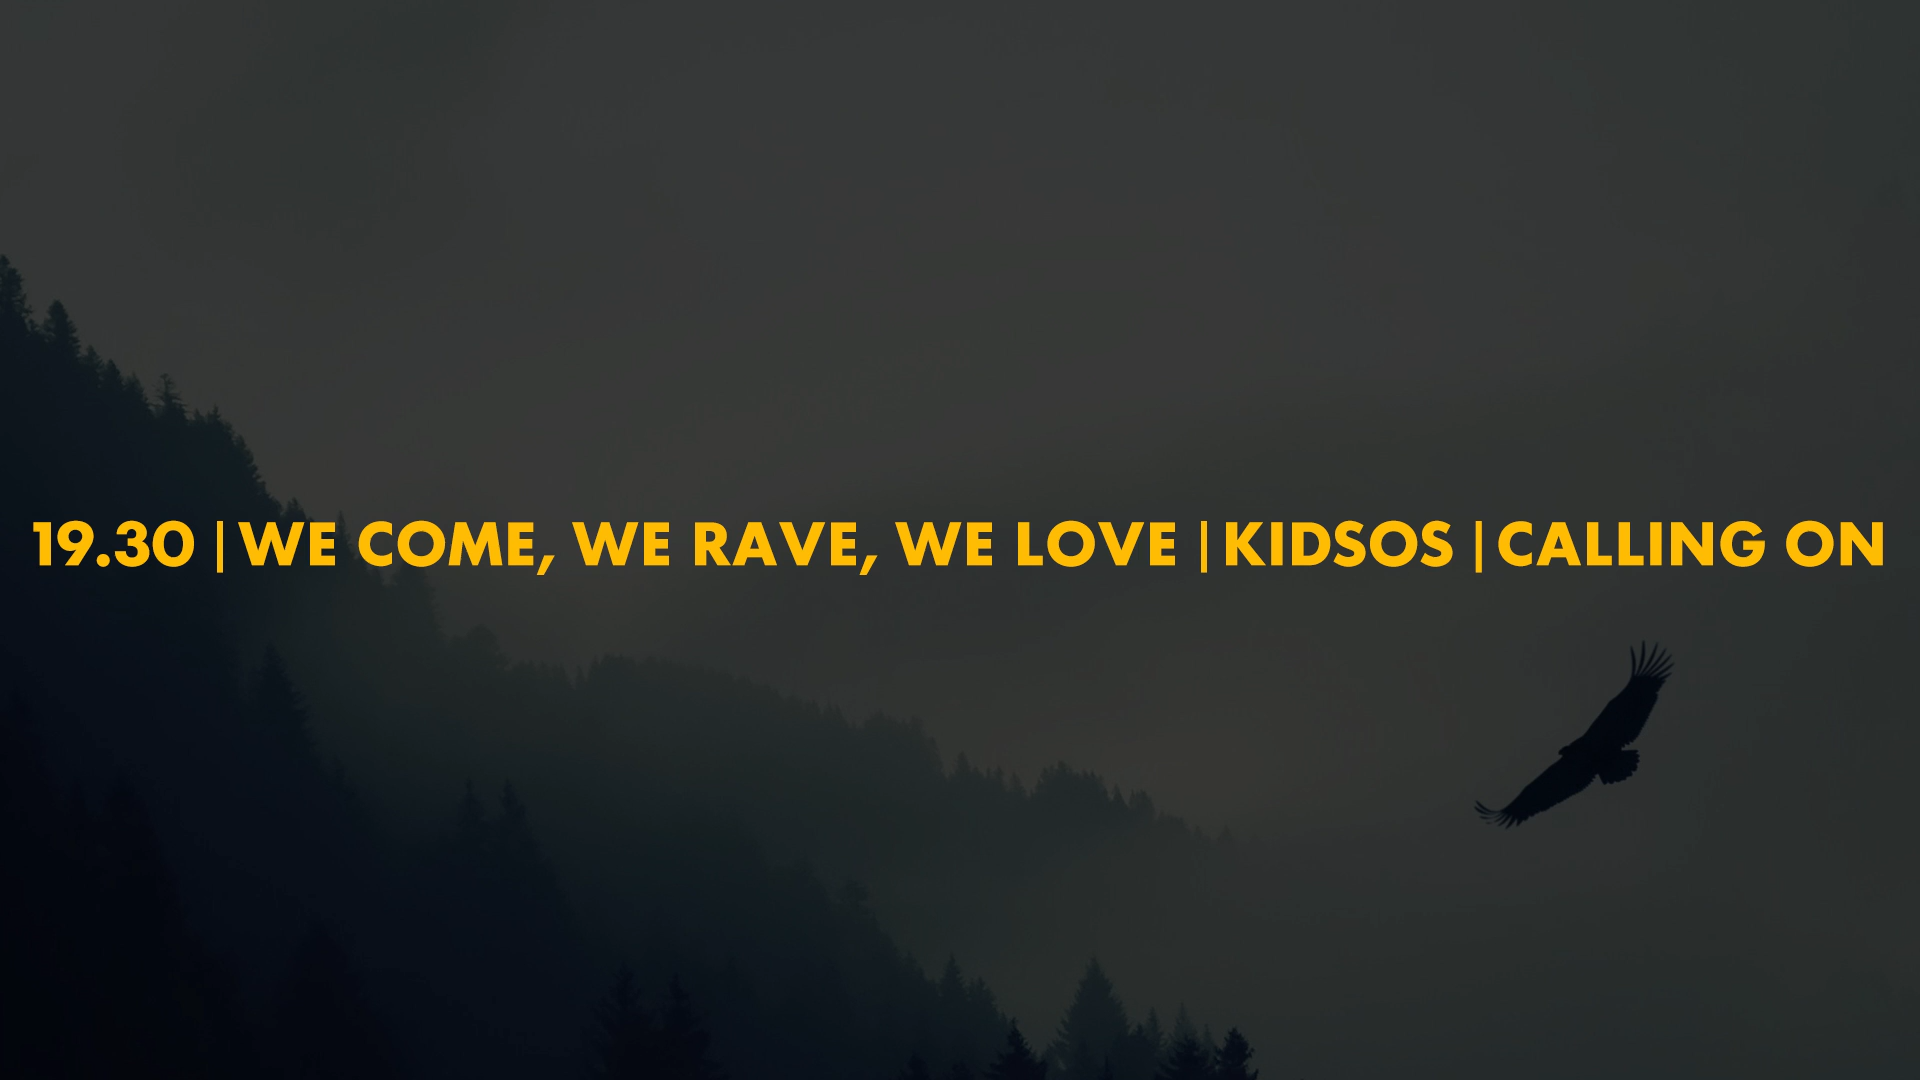 19.30 | WE COME, WE RAVE, WE LOVE | KIDSOS | CALLING ON